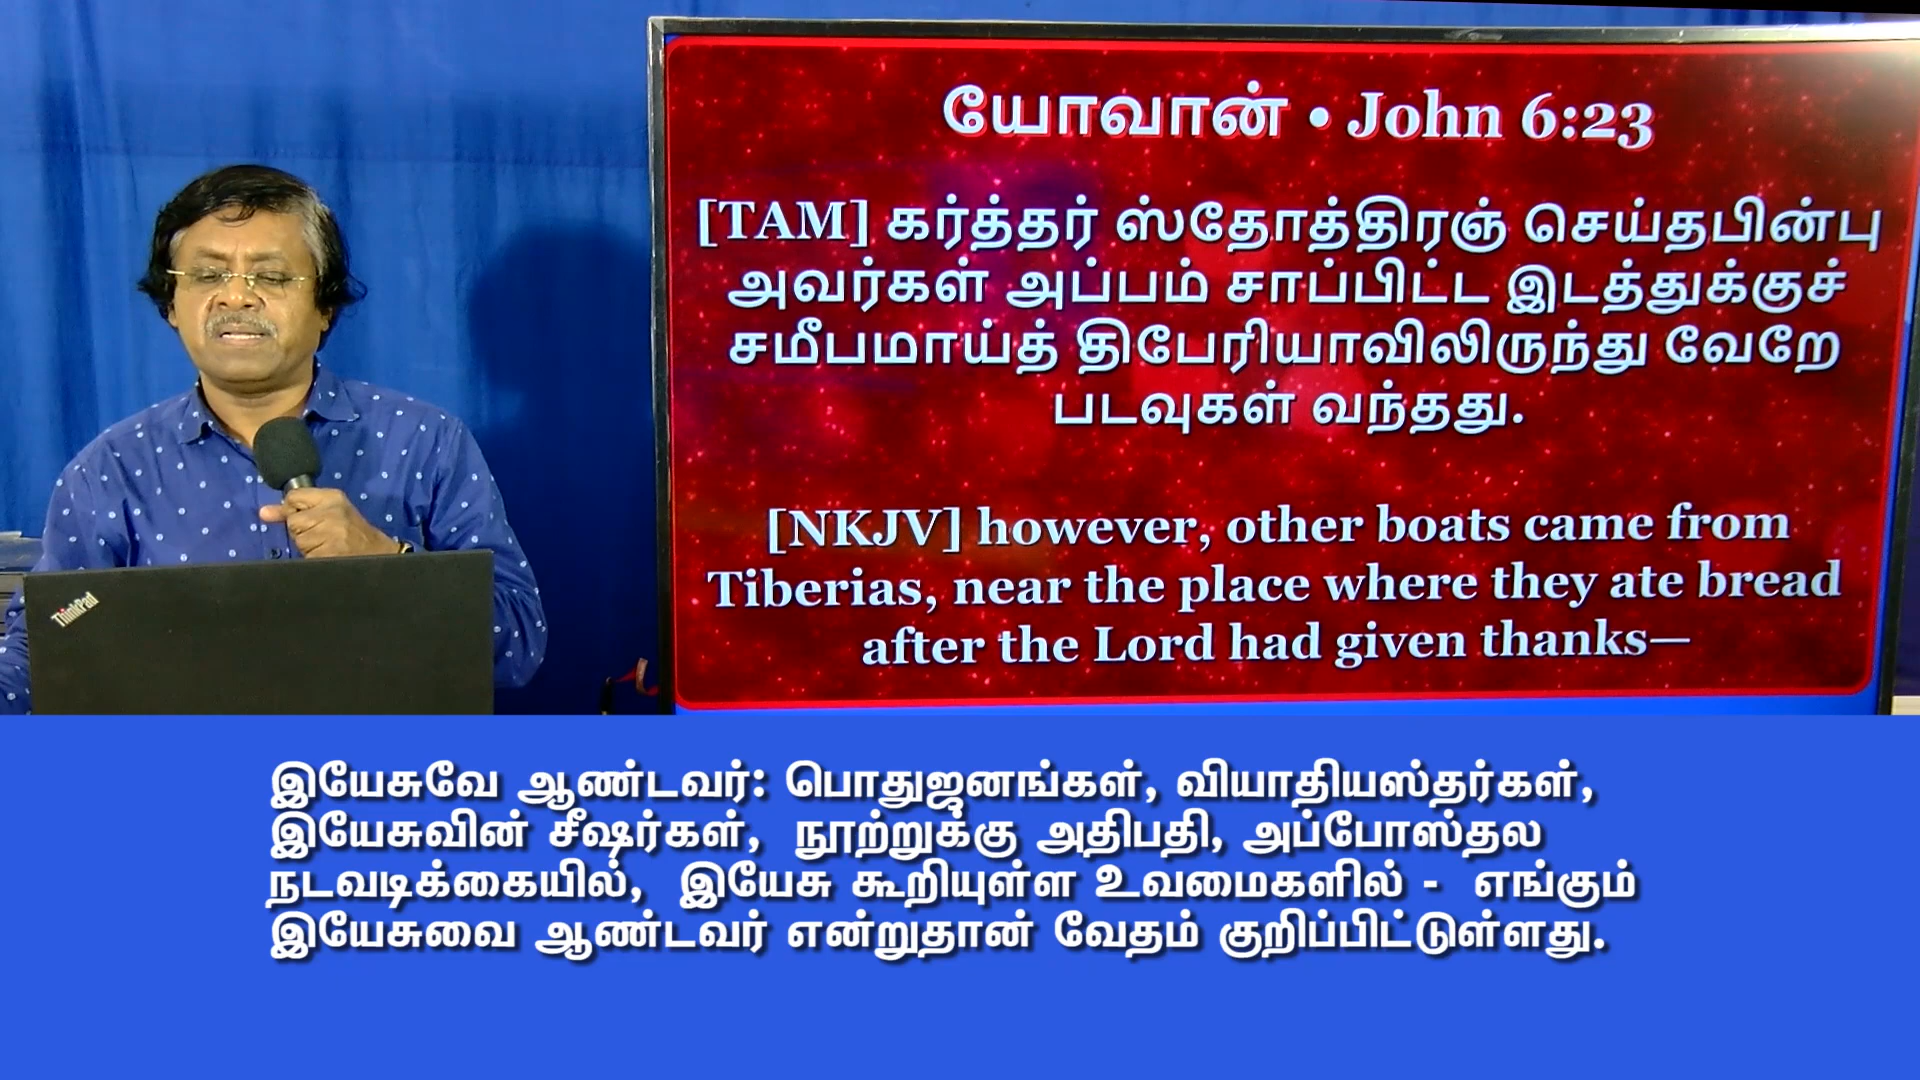 யோவான் • John 6:23
[TAM] கர்த்தர் ஸ்தோத்திரஞ் செய்தபின்பு
அவர்கள் அப்பம் சாப்பிட்ட இடத்துக்குச்
சமீபமாய்த் திபேரியாவிலிருந்து வேறே
படவுகள் வந்தது.
[NKJV] however, other boats came from
Tiberias, near the place where they ate bread
after the Lord had given thanks—
ThinkPad
இயேசுவே ஆண்டவர்: பொதுஜனங்கள், வியாதியஸ்தர்கள்,
இயேசுவின் சீஷர்கள், நூற்றுக்கு அதிபதி, அப்போஸ்தல
நடவடிக்கையில், இயேசு கூறியுள்ள உவமைகளில் - எங்கும்
இயேசுவை ஆண்டவர் என்றுதான் வேதம் குறிப்பிட்டுள்ளது.